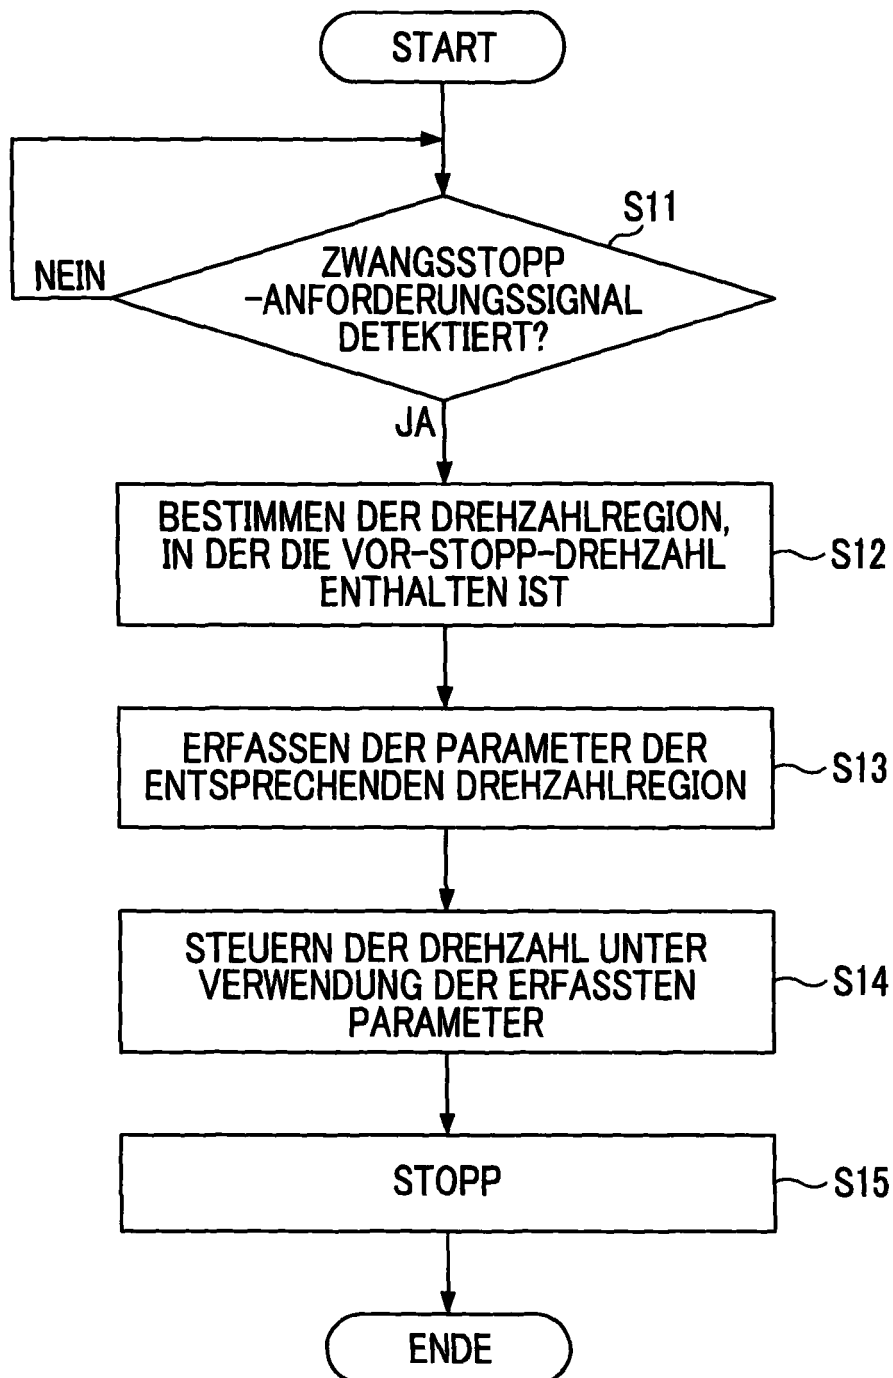 START
S11
ZWANGSSTOPP
-ANFORDERUNGSSIGNAL
DETEKTIERT?
NEIN
JA
BESTIMMEN DER DREHZAHLREGION,
IN DER DIE VOR-STOPP-DREHZAHL
ENTHALTEN IST
S12
ERFASSEN DER PARAMETER DER
ENTSPRECHENDEN DREHZAHLREGION
S13
STEUERN DER DREHZAHL UNTER
VERWENDUNG DER ERFASSTEN
PARAMETER
S14
STOPP
S15
ENDE